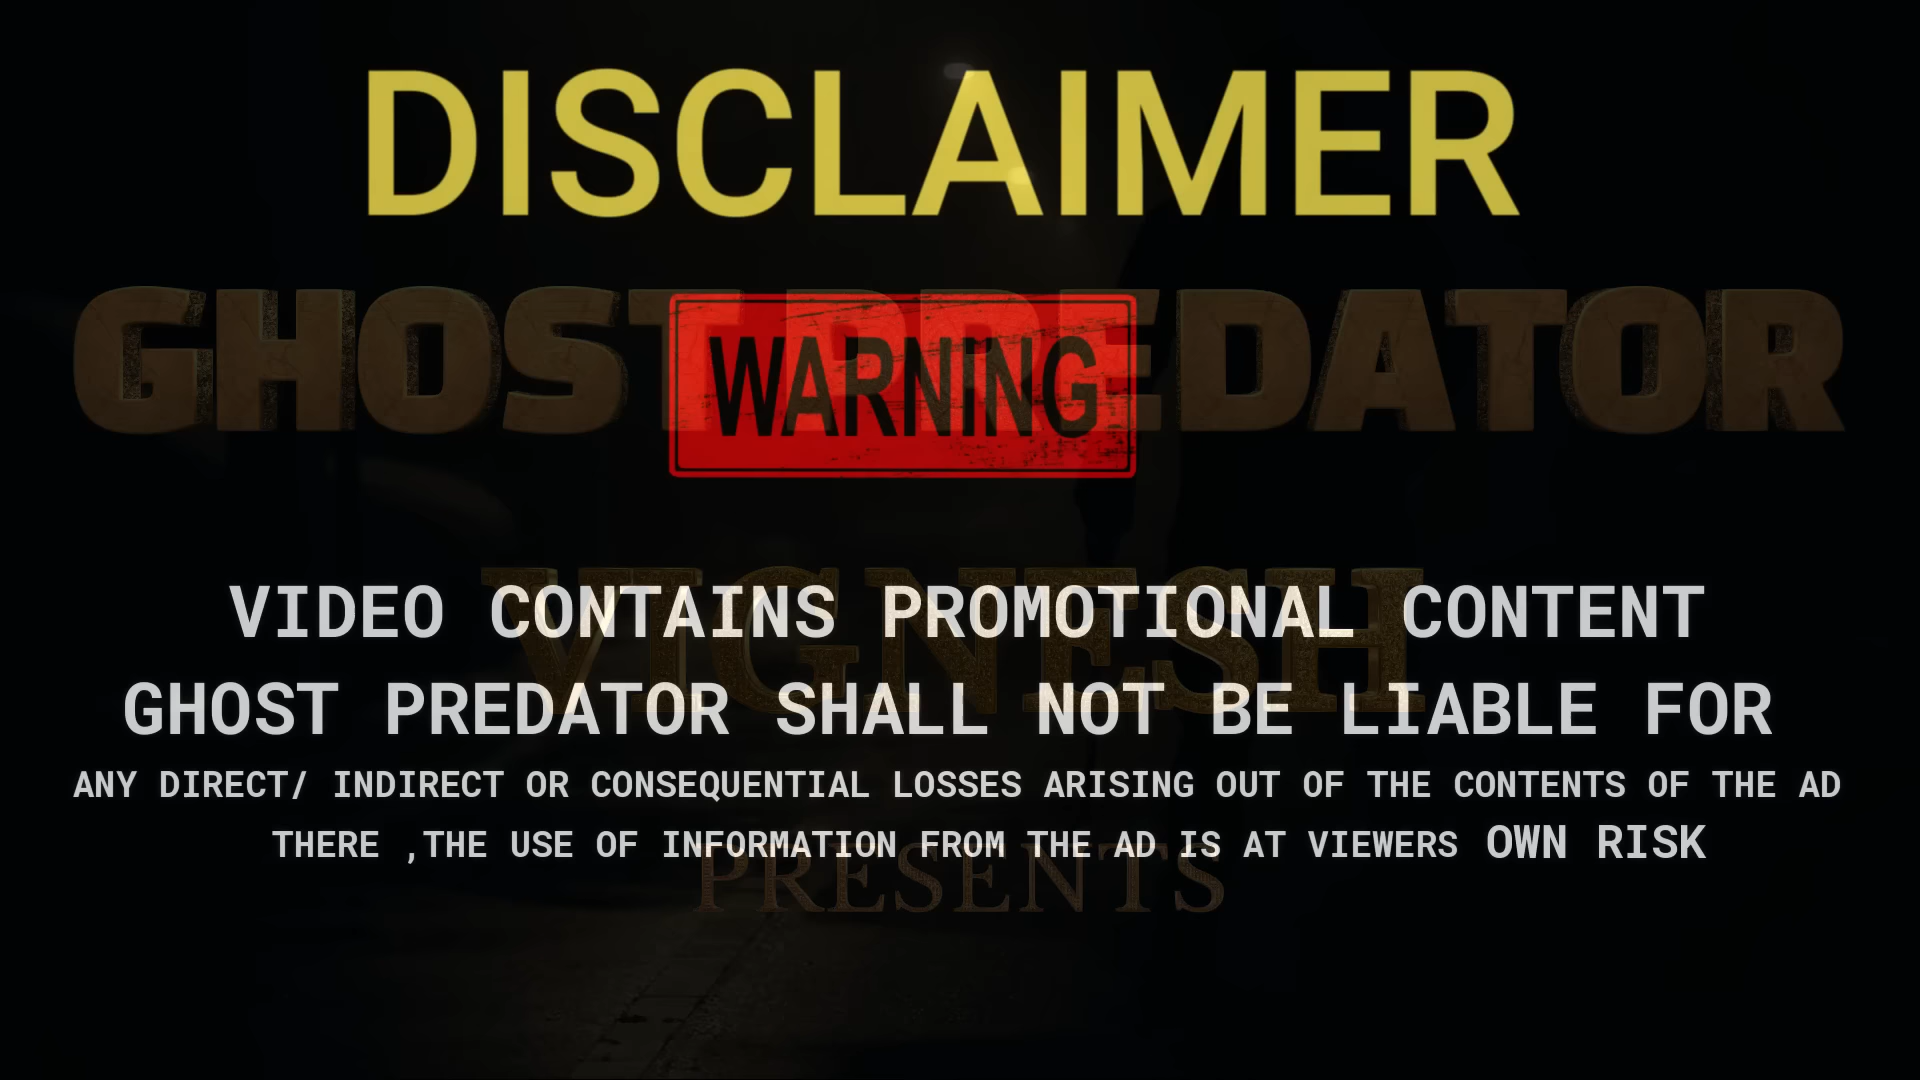 DISCLAIMER
GHOST PREDATOR
WARNING
VIGNESH
VIDEO CONTAINS PROMOTIONAL CONTENT
GHOST PREDATOR SHALL NOT BE LIABLE FOR
ANY DIRECT/ INDIRECT OR CONSEQUENTIAL LOSSES ARISING OUT OF THE CONTENTS OF THE AD
THERE ,THE USE OF INFORMATION FROM THE AD IS AT VIEWERS OWN RISK
PRESENTS